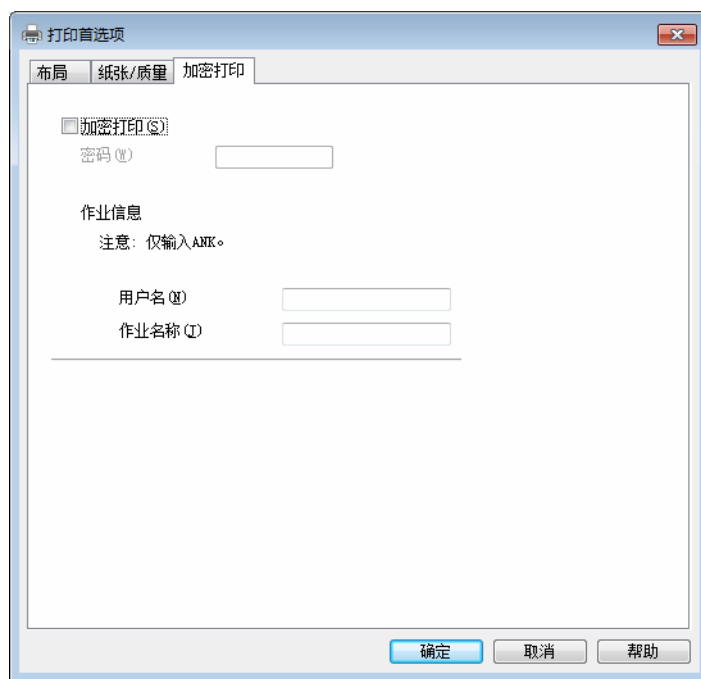 打印首选项
布局 纸张/质量 加密打印
加密打印(S)
密码(W)
作业信息
注意: 仅输入ANK。
用户名(N)
作业名称(T)
确定 取消 帮助